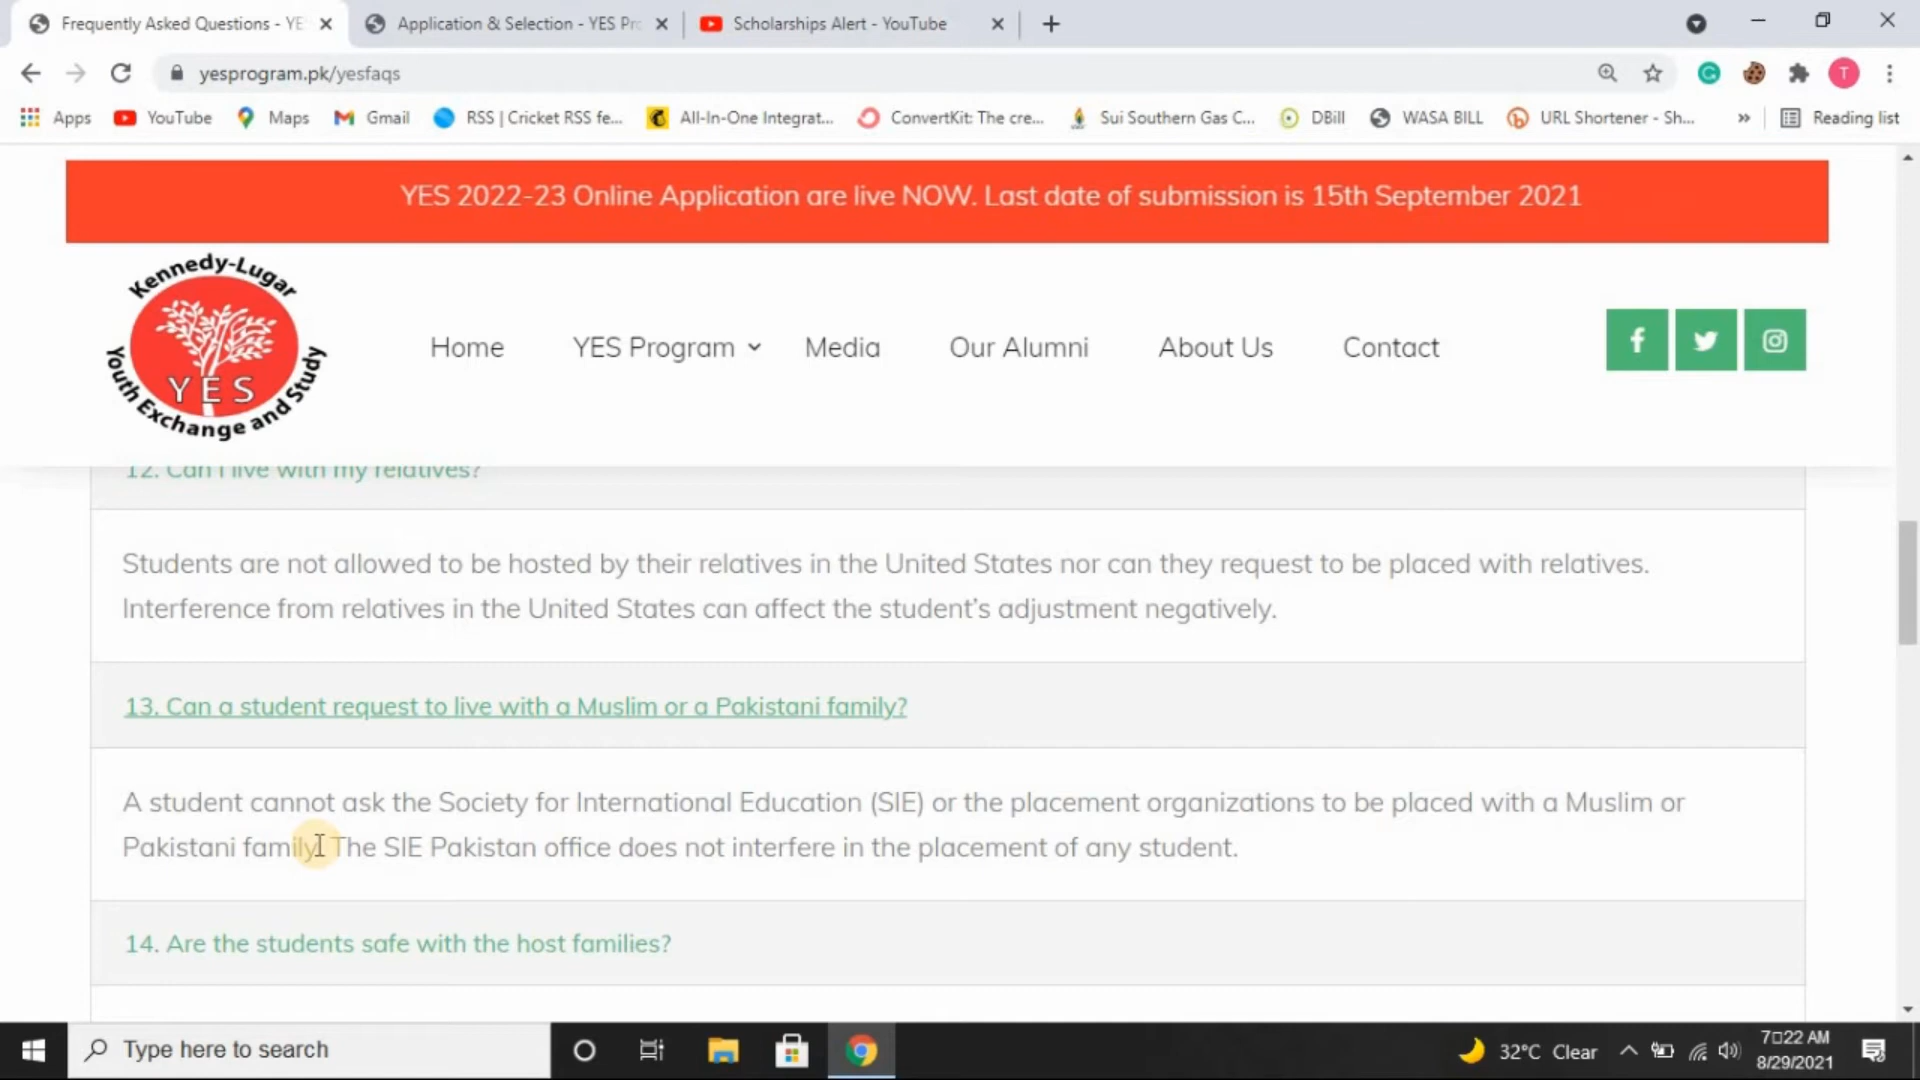 Frequently Asked Questions - YE
Application & Selection - YES Pr
Scholarships Alert - YouTube
yesprogram.pk/yesfaqs
T
Apps
YouTube
Maps
Gmail
RSS | Cricket RSS fe...
All-In-One Integrat...
ConvertKit: The cre...
Sui Southern Gas C...
DBill
WASA BILL
URL Shortener - Sh...
»
Reading list
YES 2022-23 Online Application are live NOW. Last date of submission is 15th September 2021
Kennedy-Lugar
YES
Youth Exchange and Study
Home
YES Program
Media
Our Alumni
About Us
Contact
12. Can I live with my relatives?
Students are not allowed to be hosted by their relatives in the United States nor can they request to be placed with relatives.
Interference from relatives in the United States can affect the student's adjustment negatively.
13. Can a student request to live with a Muslim or a Pakistani family?
A student cannot ask the Society for International Education (SIE) or the placement organizations to be placed with a Muslim or
Pakistani family. The SIE Pakistan office does not interfere in the placement of any student.
14. Are the students safe with the host families?
Type here to search
32°C Clear
7▯22 AM
8/29/2021